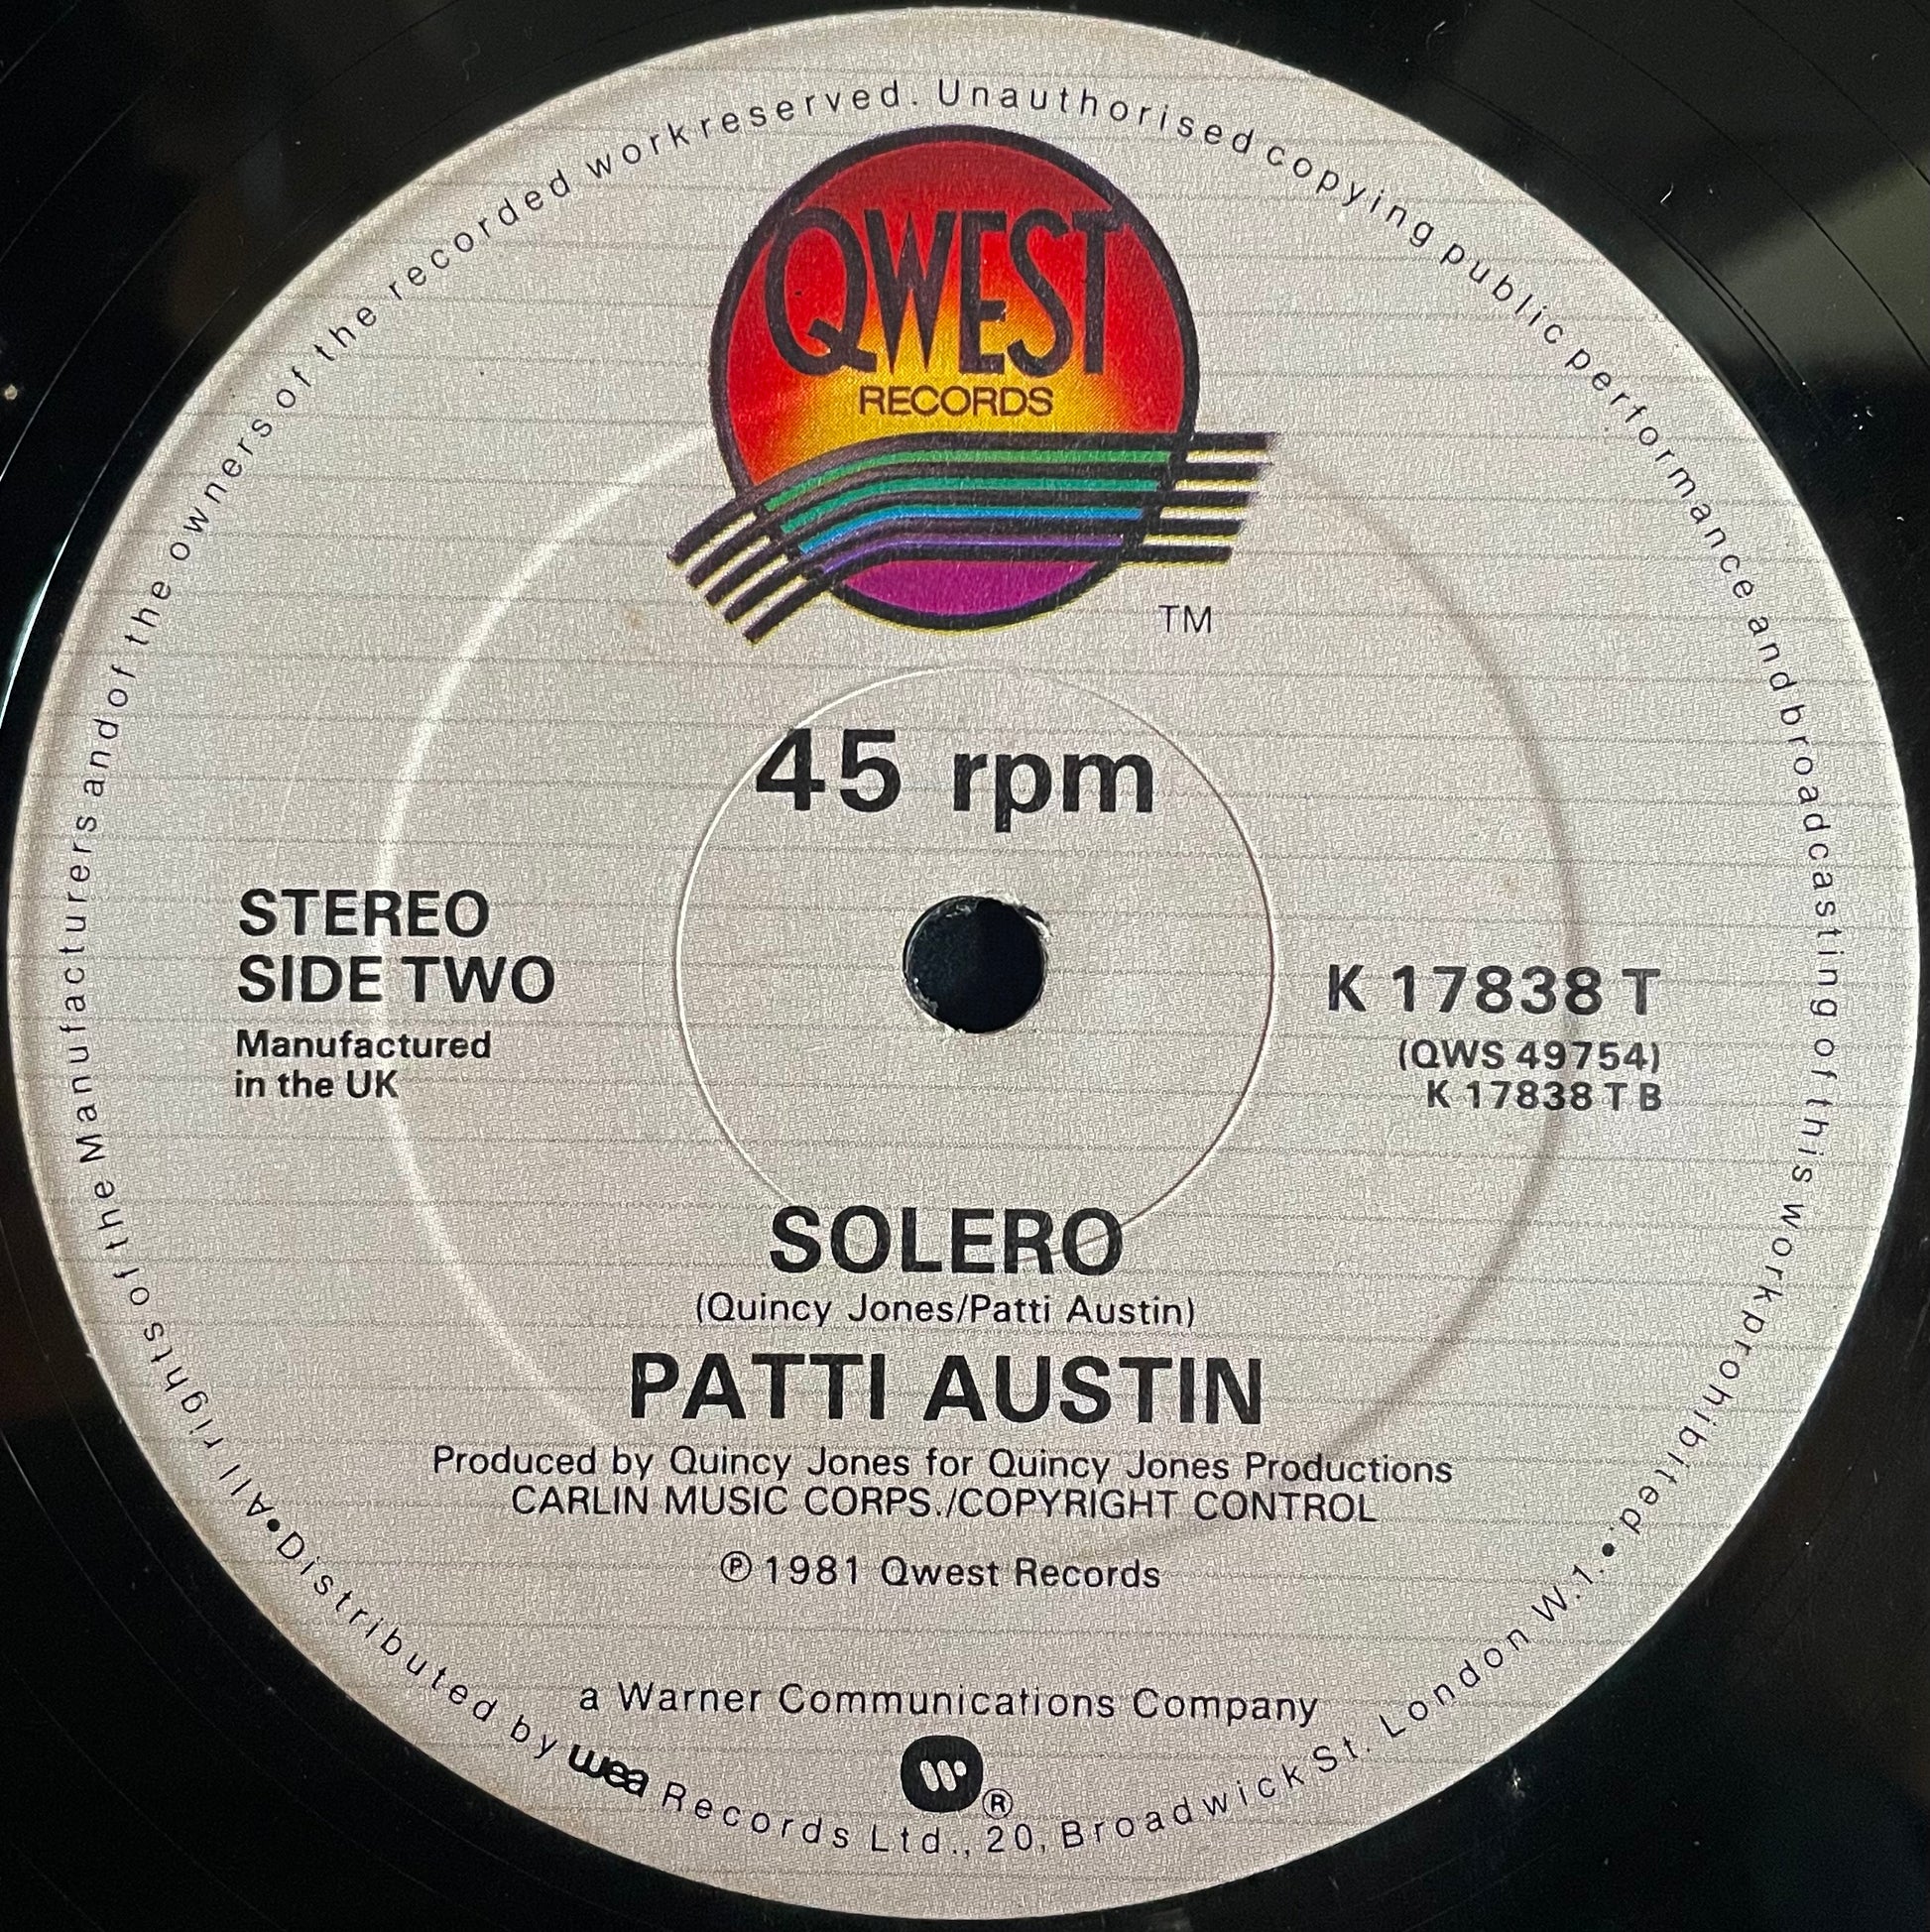 QWEST
RECORDS
TM
45 rpm
STEREO
SIDE TWO
Manufactured
in the UK
K 17838 T
(QWS 49754)
K 17838 T B
SOLERO
(Quincy Jones/Patti Austin)
PATTI AUSTIN
Produced by Quincy Jones for Quincy Jones Productions
CARLIN MUSIC CORPS./COPYRIGHT CONTROL
℗ 1981 Qwest Records
a Warner Communications Company
W ®
All rights of the Manufacturers and of the owners of the recorded work reserved. Unauthorised copying public performance and broadcasting of this work prohibited.
• Distributed by wea Records Ltd., 20, Broadwick St. London W.1. •